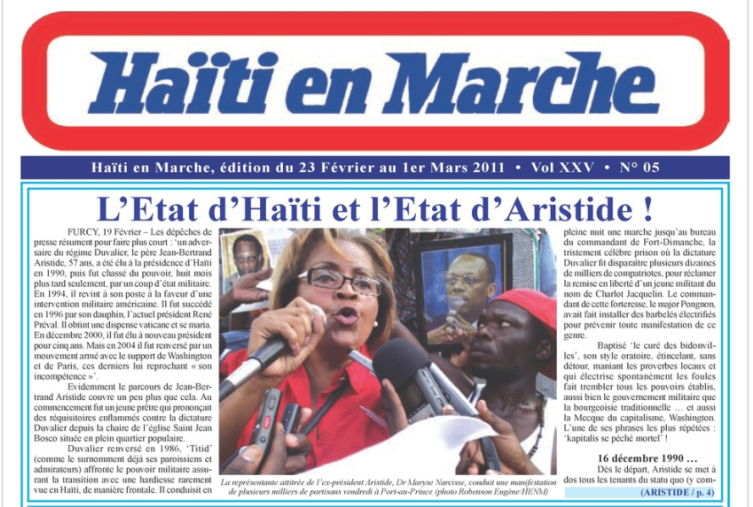 Haïti en Marche
Haïti en Marche, édition du 23 Février au 1er Mars 2011 • Vol XXV • N° 05
L'Etat d'Haïti et l'Etat d'Aristide !
FURCY, 19 Février – Les dépêches de
presse résument pour faire plus court : 'un adver-
saire du régime Duvalier, le père Jean-Bertrand
Aristide, 57 ans, a été élu à la présidence d'Haïti
en 1990, puis fut chassé du pouvoir, huit mois
plus tard seulement, par un coup d'état militaire.
En 1994, il revint à son poste à la faveur d'une
intervention militaire américaine. Il fut succédé
en 1996 par son dauphin, l'actuel président René
Préval. Il obtint une dispense vaticane et se maria.
En décembre 2000, il fut élu à nouveau président
pour cinq ans. Mais en 2004 il fut renversé par un
mouvement armé avec le support de Washington
et de Paris, ces derniers lui reprochant « son
incompétence »'.
Evidemment le parcours de Jean-Ber-
trand Aristide couvre un peu plus que cela. Au
commencement fut un jeune prêtre qui prononçait
des réquisitoires enflammés contre la dictature
Duvalier depuis la chaire de l'église Saint Jean
Bosco située en plein quartier populaire.
Duvalier renversé en 1986, 'Titid'
(comme le surnommèment déjà ses paroissiens et
admirateurs) affronte le pouvoir militaire assu-
rant la transition avec une hardiesse rarement
vue en Haïti, de manière frontale. Il conduisit en
La représentante attitrée de l'ex-président Aristide, Dr Maryse Narcisse, conduit une manifestation
de plusieurs milliers de partisans vendredi à Port-au-Prince (photo Robenson Eugène/HENM)
pleine nuit une marche jusqu'au bureau
du commandant de Fort-Dimanche, la
tristement célèbre prison où la dictature
Duvalier fit disparaître plusieurs dizaines
de milliers de compatriotes, pour réclamer
la remise en liberté d'un jeune militant du
nom de Charlot Jacquelin. Le comman-
dant de cette forteresse, le major Pongnon,
avait fait installer des barbelés électrifiés
pour prévenir toute manifestation de ce
genre.
Baptisé 'le curé des bidonvil-
les', son style oratoire, étincelant, sans
détour, maniant les proverbes locaux et
qui électrise spontanément les foules
fait trembler tous les pouvoirs établis,
aussi bien le gouvernement militaire que
la bourgeoisie traditionnelle … et aussi
la Mecque du capitalisme, Washington.
L'une de ses phrases les plus répétées :
'kapitalis se péché mortel' !
16 décembre 1990 …
Dès le départ, Aristide se met à
dos tous les tenants du statu quo (y com-
(ARISTIDE / p. 4)